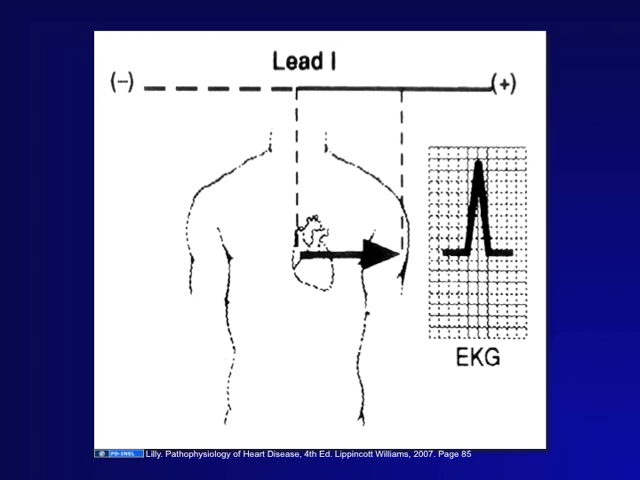 Lead I
(−) (+)
EKG
Lilly. Pathophysiology of Heart Disease, 4th Ed. Lippincott Williams, 2007. Page 85